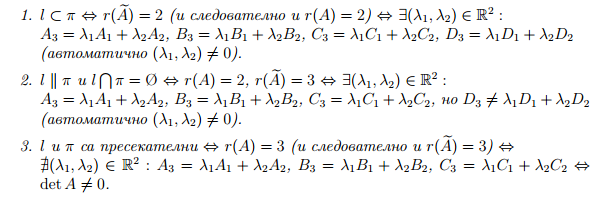 1. l ⊂ π ⇔ r(Ã) = 2 (и следователно и r(A) = 2) ⇔ ∃(λ₁, λ₂) ∈ ℝ² :
A₃ = λ₁A₁ + λ₂A₂, B₃ = λ₁B₁ + λ₂B₂, C₃ = λ₁C₁ + λ₂C₂, D₃ = λ₁D₁ + λ₂D₂
(автоматично (λ₁, λ₂) ≠ 0).
2. l ∥ π и l ⋂ π = Ø ⇔ r(A) = 2, r(Ã) = 3 ⇔ ∃(λ₁, λ₂) ∈ ℝ² :
A₃ = λ₁A₁ + λ₂A₂, B₃ = λ₁B₁ + λ₂B₂, C₃ = λ₁C₁ + λ₂C₂, но D₃ ≠ λ₁D₁ + λ₂D₂
(автоматично (λ₁, λ₂) ≠ 0).
3. l и π са пресекателни ⇔ r(A) = 3 (и следователно и r(Ã) = 3) ⇔
∄(λ₁, λ₂) ∈ ℝ² : A₃ = λ₁A₁ + λ₂A₂, B₃ = λ₁B₁ + λ₂B₂, C₃ = λ₁C₁ + λ₂C₂ ⇔
det A ≠ 0.